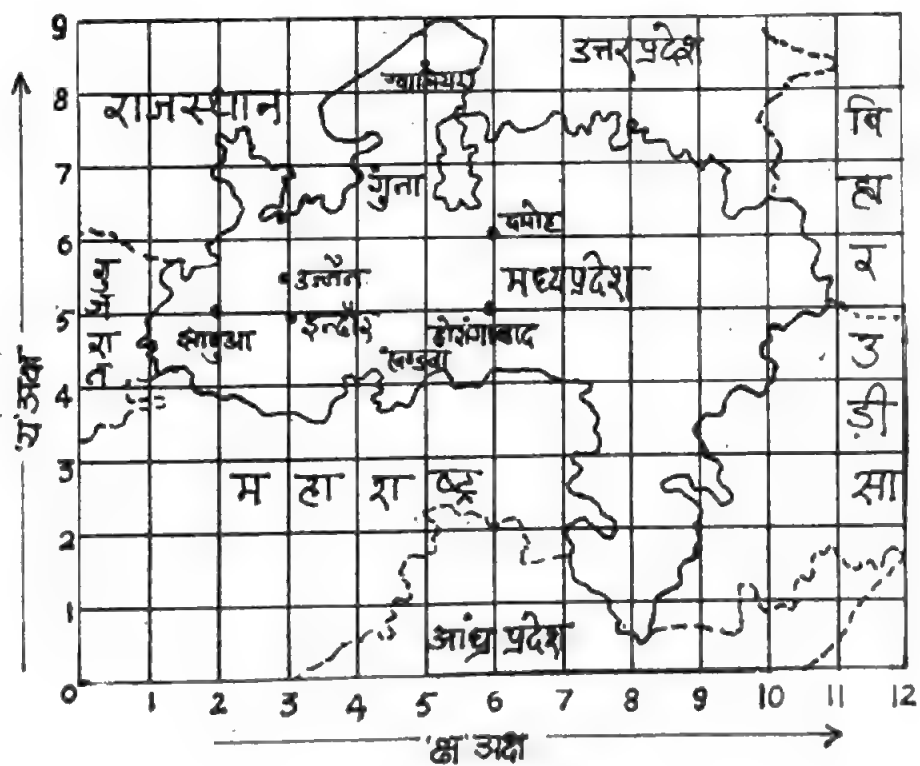 9
उत्तर प्रदेश
ग्वालियर
8
राजस्थान
बि
हा
र
7
गुना
6
दमोह
गुजरात
उज्जैन
मध्यप्रदेश
5
झाबुआ
इन्दौर
होशंगाबाद
खण्डवा
उ
ड़ी
सा
4
3
म हा रा ष्ट्र
2
1
आंध्र प्रदेश
0 1 2 3 4 5 6 7 8 9 10 11 12
'क्ष' अक्ष